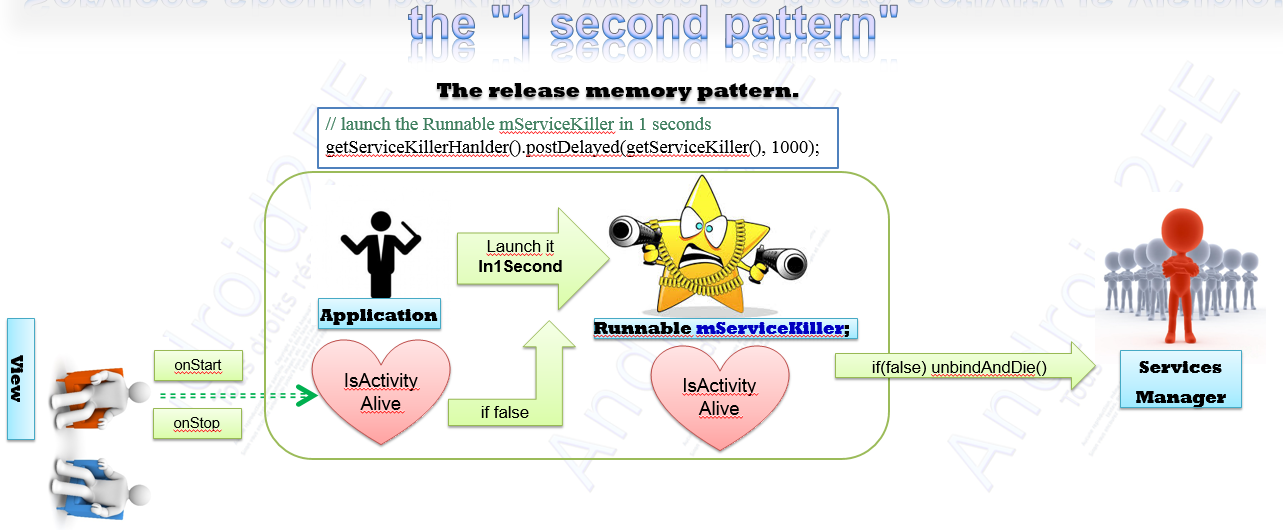 the "1 second pattern"
The release memory pattern.
// launch the Runnable mServiceKiller in 1 seconds
getServiceKillerHanlder().postDelayed(getServiceKiller(), 1000);
Launch it
In1Second
Application
Runnable mServiceKiller;
View
onStart
onStop
IsActivity
Alive
if false
IsActivity
Alive
if(false) unbindAndDie()
Services
Manager